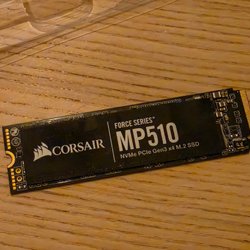 CORSAIR
FORCE SERIES™
MP510
NVMe PCIe Gen3 x4 M.2 SSD